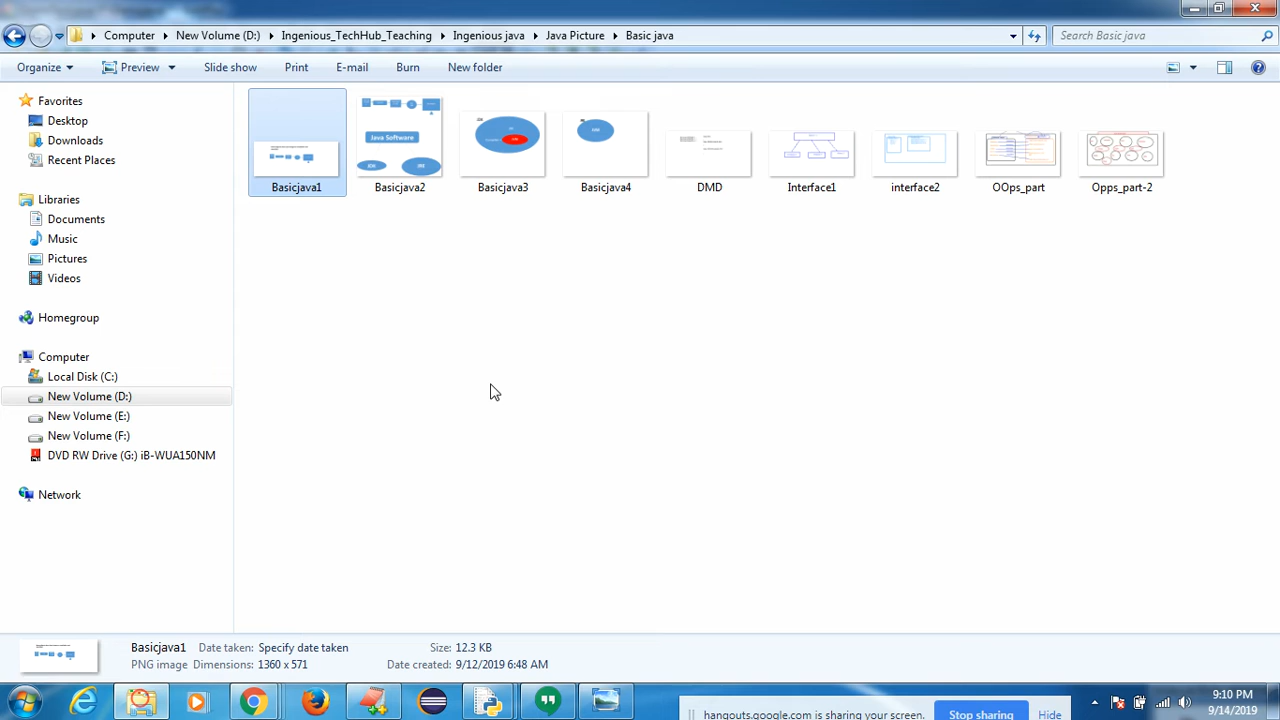 Computer New Volume (D:) Ingenious_TechHub_Teaching Ingenious java Java Picture Basic java
Search Basic java
Organize Preview Slide show Print E-mail Burn New folder
Favorites
Desktop
Downloads
Recent Places
Libraries
Documents
Music
Pictures
Videos
Homegroup
Computer
Local Disk (C:)
New Volume (D:)
New Volume (E:)
New Volume (F:)
DVD RW Drive (G:) iB-WUA150NM
Network
Java Software
Basicjava1 Basicjava2 Basicjava3 Basicjava4 DMD Interface1 interface2 OOps_part Opps_part-2
Basicjava1 Date taken: Specify date taken Size: 12.3 KB
PNG image Dimensions: 1360 x 571 Date created: 9/12/2019 6:48 AM
hangouts.google.com is sharing your screen. Stop sharing Hide
9:10 PM
9/14/2019